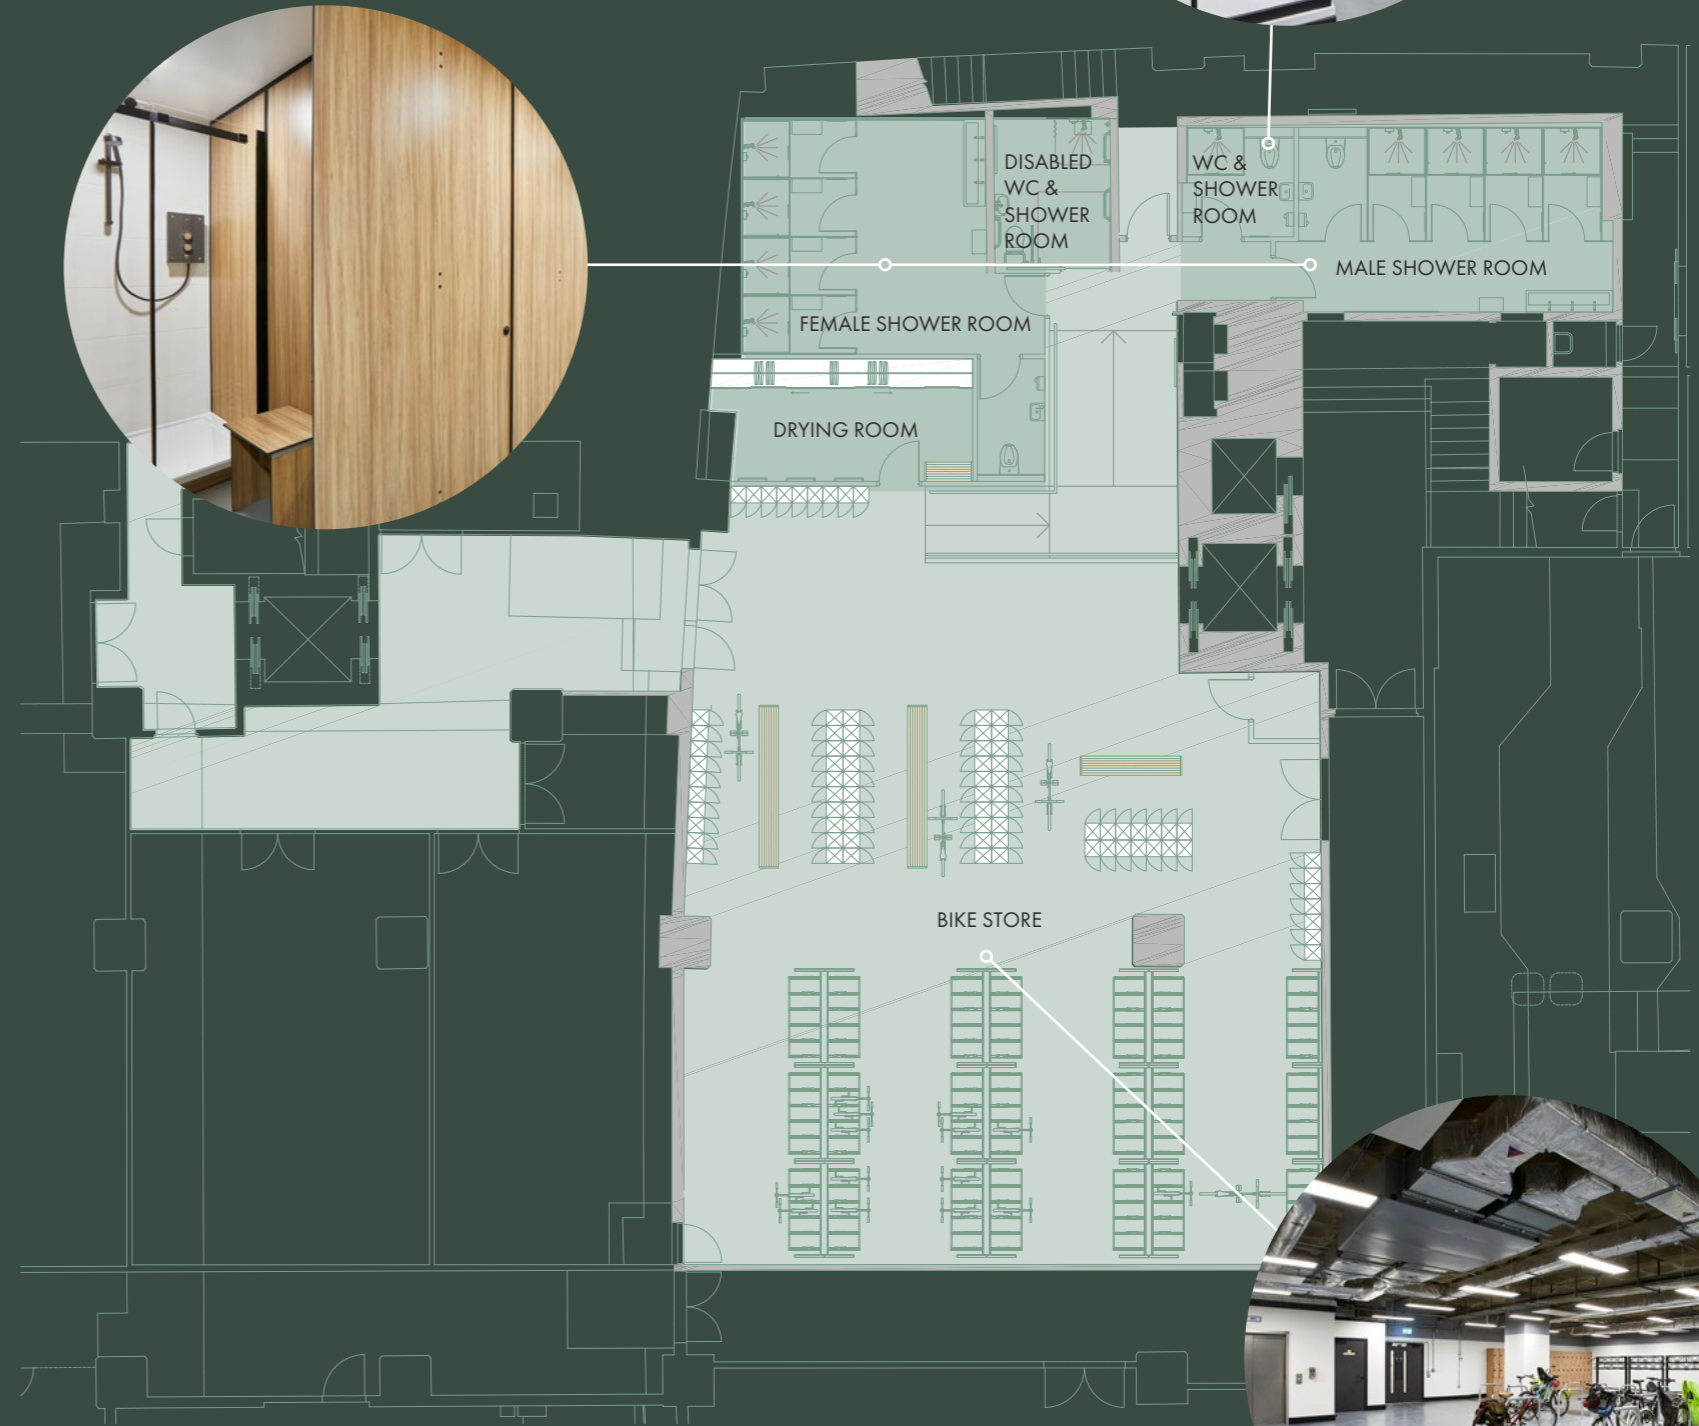 DISABLED
WC &
SHOWER
ROOM
WC &
SHOWER
ROOM
MALE SHOWER ROOM
FEMALE SHOWER ROOM
DRYING ROOM
BIKE STORE